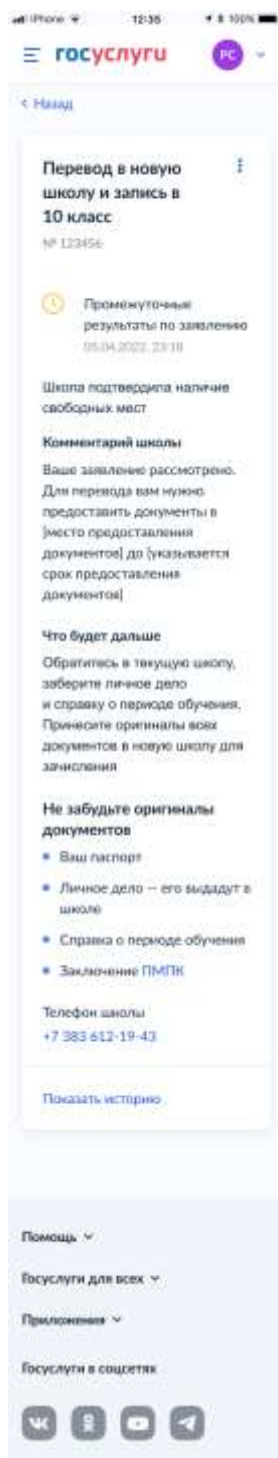 iPhone 12:36 100%
госуслуги РС
< Назад
Перевод в новую
школу и запись в
10 класс
№ 123456
Промежуточные
результаты по заявлению
05.04.2022, 23:18
Школа подтвердила наличие
свободных мест
Комментарий школы
Ваше заявление рассмотрено.
Для перевода вам нужно
предоставить документы в
[место предоставления
документов] до [указывается
срок предоставления
документов]
Что будет дальше
Обратитесь в текущую школу,
заберите личное дело
и справку о периоде обучения.
Принесите оригиналы всех
документов в новую школу для
зачисления
Не забудьте оригиналы
документов
Ваш паспорт
Личное дело — его выдадут в
школе
Справка о периоде обучения
Заключение ПМПК
Телефон школы
+7 383 612-19-43
Показать историю
Помощь
Госуслуги для всех
Приложения
Госуслуги в соцсетях